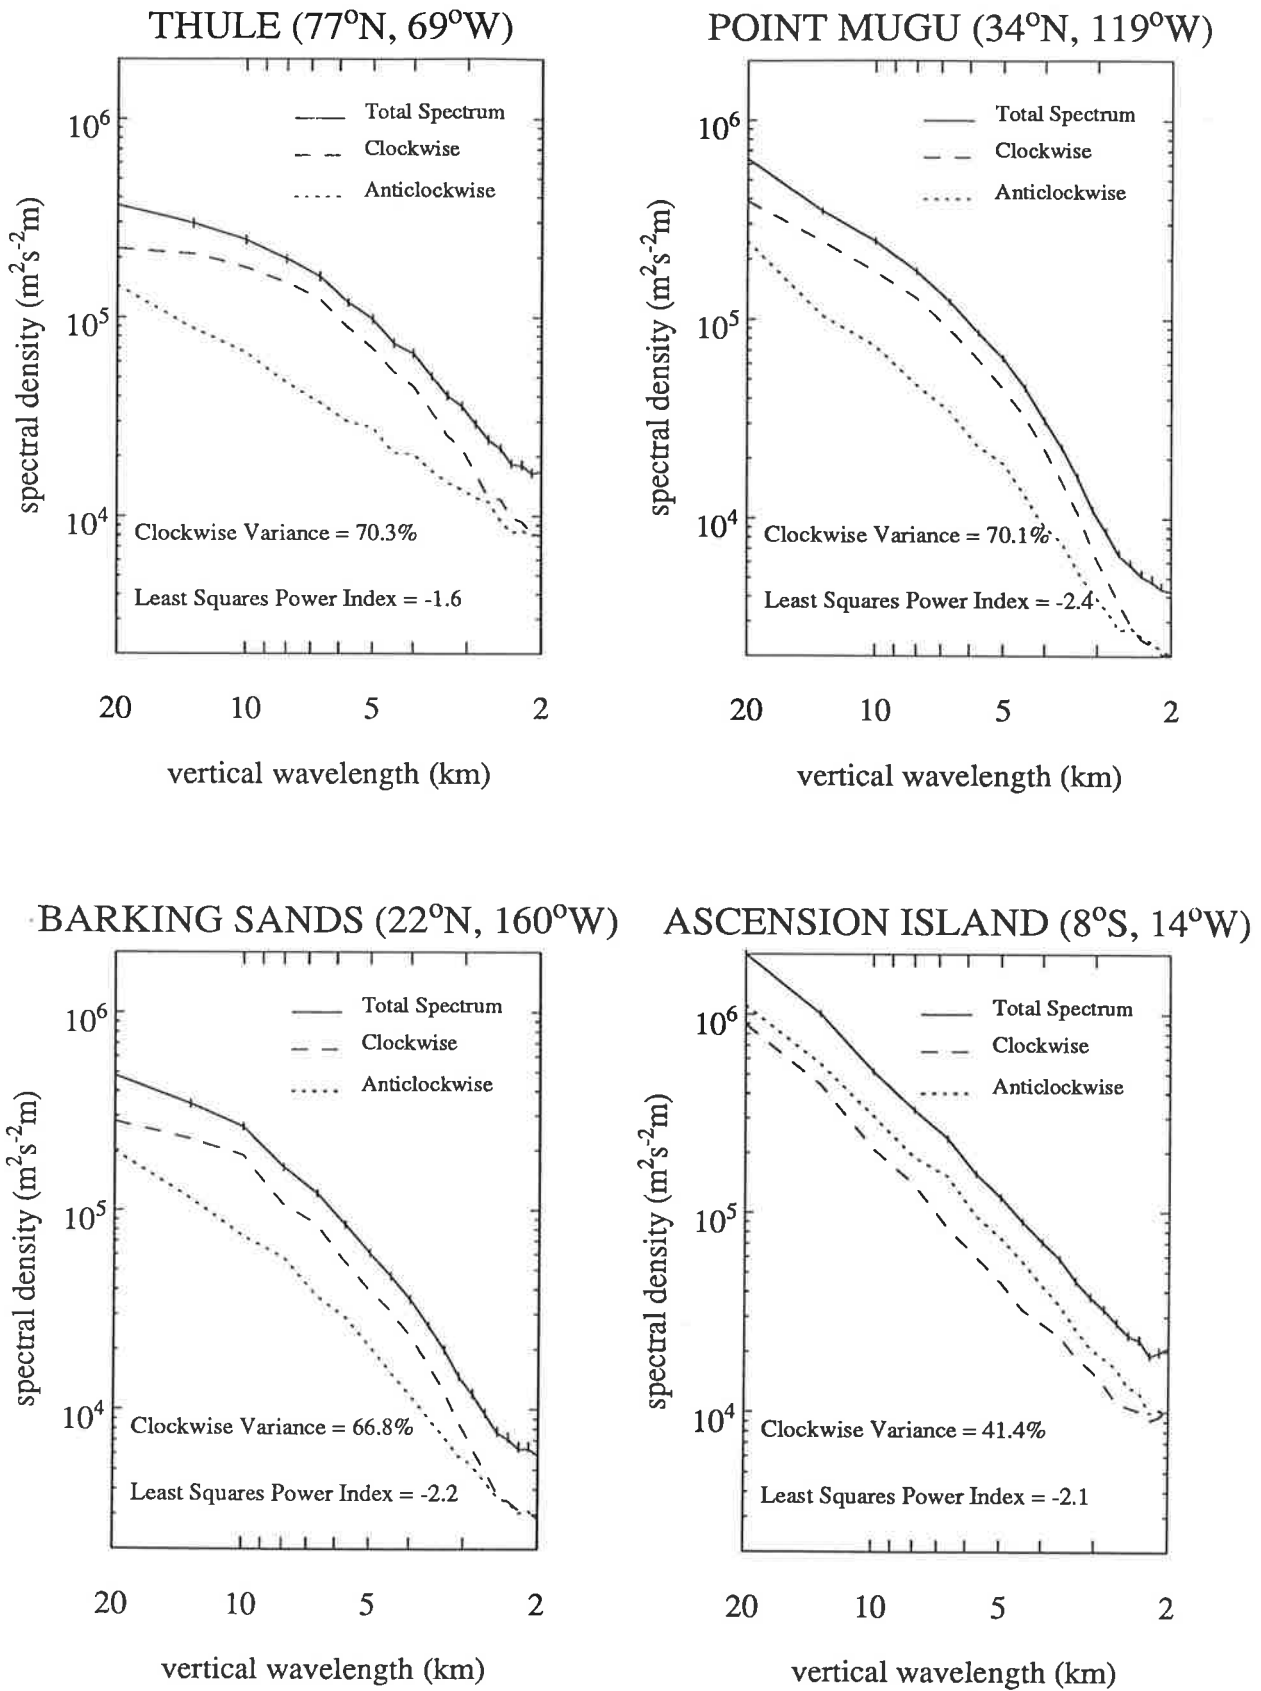 THULE (77°N, 69°W)
10^6
10^5
10^4
spectral density (m²s⁻²m)
Total Spectrum
Clockwise
Anticlockwise
Clockwise Variance = 70.3%
Least Squares Power Index = -1.6
20 10 5 2
vertical wavelength (km)
POINT MUGU (34°N, 119°W)
10^6
10^5
10^4
spectral density (m²s⁻²m)
Total Spectrum
Clockwise
Anticlockwise
Clockwise Variance = 70.1%
Least Squares Power Index = -2.4
20 10 5 2
vertical wavelength (km)
BARKING SANDS (22°N, 160°W)
10^6
10^5
10^4
spectral density (m²s⁻²m)
Total Spectrum
Clockwise
Anticlockwise
Clockwise Variance = 66.8%
Least Squares Power Index = -2.2
20 10 5 2
vertical wavelength (km)
ASCENSION ISLAND (8°S, 14°W)
10^6
10^5
10^4
spectral density (m²s⁻²m)
Total Spectrum
Clockwise
Anticlockwise
Clockwise Variance = 41.4%
Least Squares Power Index = -2.1
20 10 5 2
vertical wavelength (km)